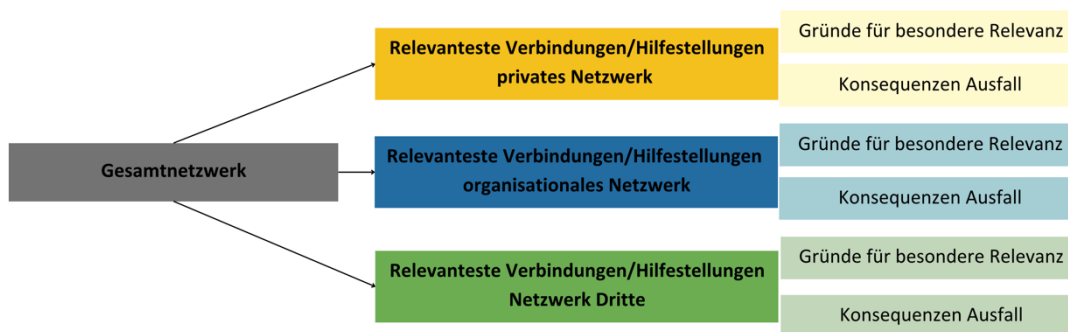 Gesamtnetzwerk
Relevanteste Verbindungen/Hilfestellungen
privates Netzwerk
Gründe für besondere Relevanz
Konsequenzen Ausfall
Relevanteste Verbindungen/Hilfestellungen
organisationales Netzwerk
Gründe für besondere Relevanz
Konsequenzen Ausfall
Relevanteste Verbindungen/Hilfestellungen
Netzwerk Dritte
Gründe für besondere Relevanz
Konsequenzen Ausfall